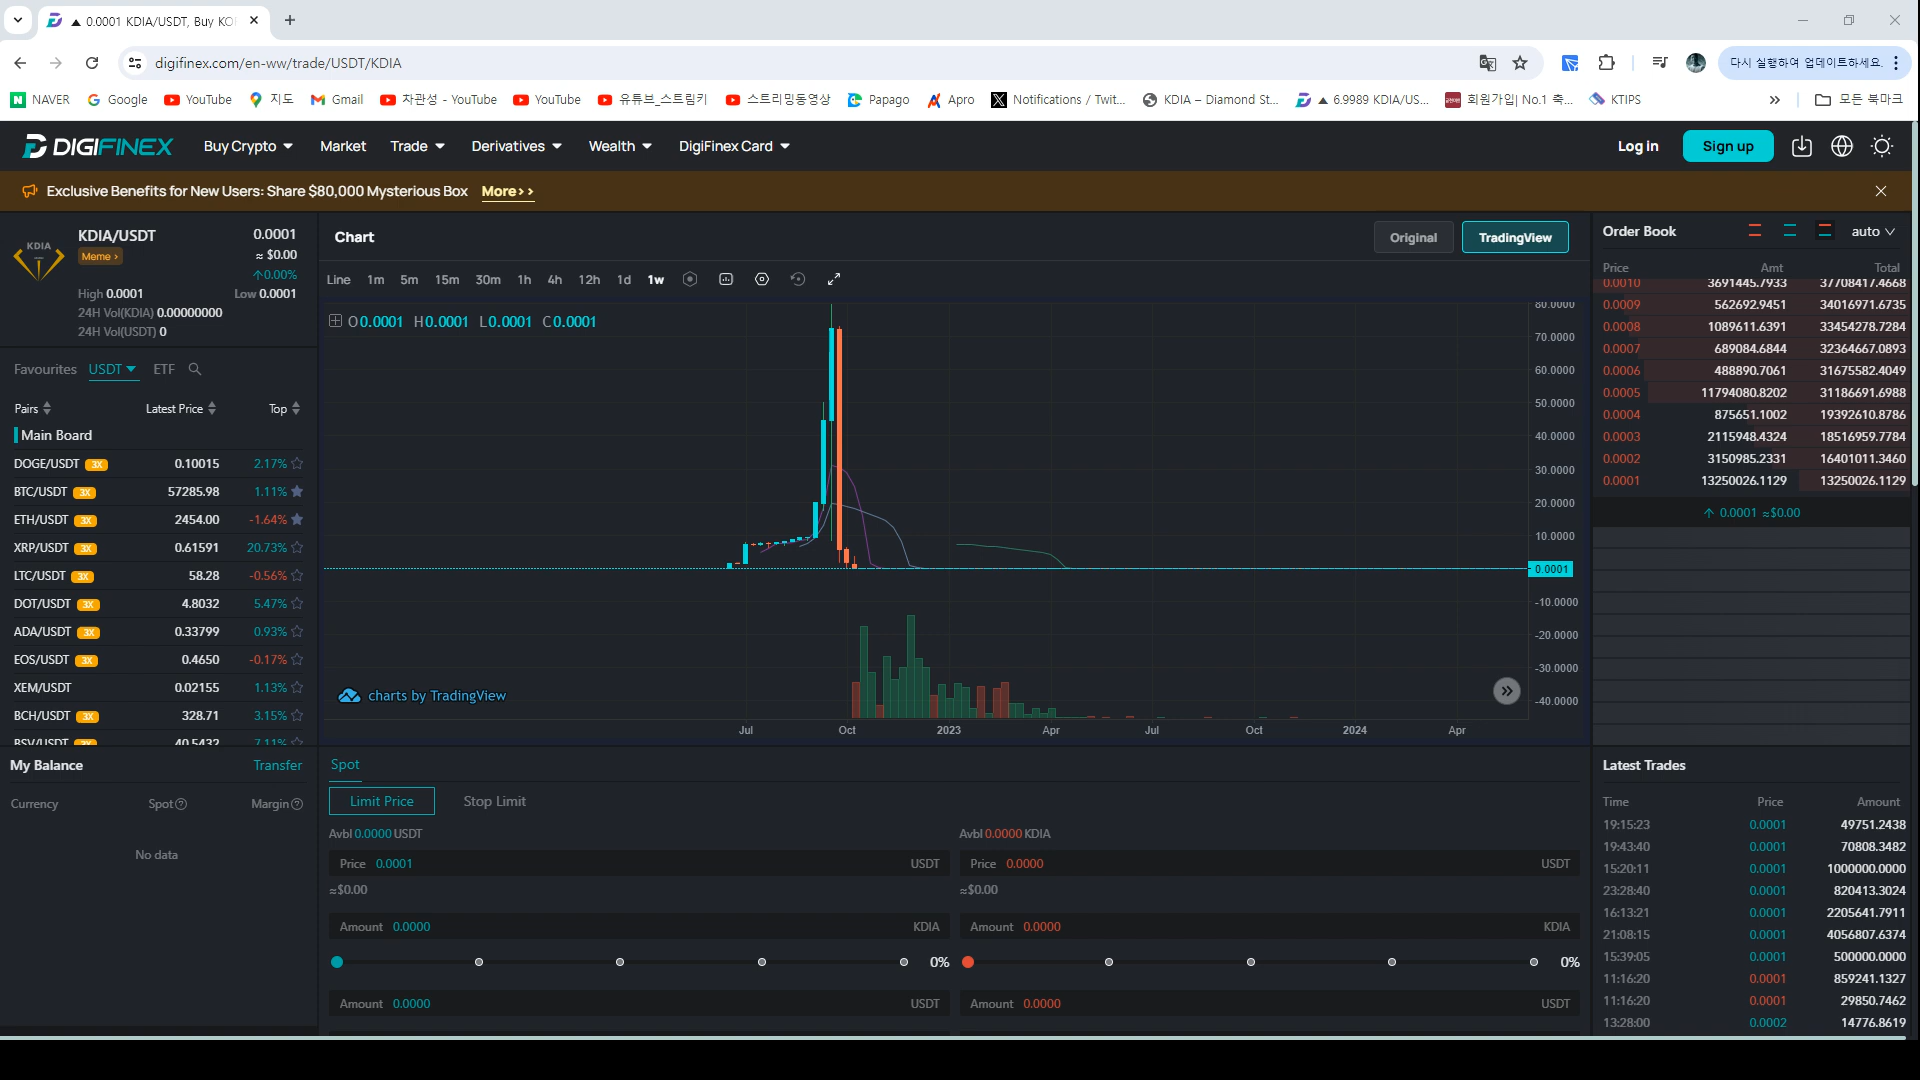 ▲ 0.0001 KDIA/USDT, Buy KD
digifinex.com/en-ww/trade/USDT/KDIA
다시 실행하여 업데이트하세요.
NAVER
Google
YouTube
지도
Gmail
차관성 - YouTube
YouTube
유튜브_스트림키
스트리밍동영상
Papago
Apro
Notifications / Twit...
KDIA – Diamond St...
▲ 6.9989 KDIA/US...
회원가입| No.1 축...
KTIPS
모든 북마크
DIGIFINEX
Buy Crypto
Market
Trade
Derivatives
Wealth
DigiFinex Card
Log in
Sign up
Exclusive Benefits for New Users: Share $80,000 Mysterious Box More>>
KDIA
KDIA/USDT 0.0001
Meme > ≈ $0.00
↑0.00%
High 0.0001 Low 0.0001
24H Vol(KDIA) 0.00000000
24H Vol(USDT) 0
Favourites USDT ETF
Pairs Latest Price Top
Main Board
DOGE/USDT 3X 0.10015 2.17%
BTC/USDT 3X 57285.98 1.11%
ETH/USDT 3X 2454.00 -1.64%
XRP/USDT 3X 0.61591 20.73%
LTC/USDT 3X 58.28 -0.56%
DOT/USDT 3X 4.8032 5.47%
ADA/USDT 3X 0.33799 0.93%
EOS/USDT 3X 0.4650 -0.17%
XEM/USDT 0.02155 1.13%
BCH/USDT 3X 328.71 3.15%
BSV/USDT 3X 40.5432 7.11%
My Balance Transfer
Currency Spot Margin
No data
Chart
Original
TradingView
Line 1m 5m 15m 30m 1h 4h 12h 1d 1w
O0.0001 H0.0001 L0.0001 C0.0001
80.0000
70.0000
60.0000
50.0000
40.0000
30.0000
20.0000
10.0000
0.0001
-10.0000
-20.0000
-30.0000
-40.0000
charts by TradingView
Jul Oct 2023 Apr Jul Oct 2024 Apr
Spot
Limit Price Stop Limit
Avbl 0.0000 USDT
Price 0.0001 USDT
≈$0.00
Amount 0.0000 KDIA
0%
Amount 0.0000 USDT
Avbl 0.0000 KDIA
Price 0.0000 USDT
≈$0.00
Amount 0.0000 KDIA
0%
Amount 0.0000 USDT
Order Book auto
Price Amt Total
0.0010 3691445.7933 37708417.4668
0.0009 562692.9451 34016971.6735
0.0008 1089611.6391 33454278.7284
0.0007 689084.6844 32364667.0893
0.0006 488890.7061 31675582.4049
0.0005 11794080.8202 31186691.6988
0.0004 875651.1002 19392610.8786
0.0003 2115948.4324 18516959.7784
0.0002 3150985.2331 16401011.3460
0.0001 13250026.1129 13250026.1129
↑ 0.0001 ≈$0.00
Latest Trades
Time Price Amount
19:15:23 0.0001 49751.2438
19:43:40 0.0001 70808.3482
15:20:11 0.0001 1000000.0000
23:28:40 0.0001 820413.3024
16:13:21 0.0001 2205641.7911
21:08:15 0.0001 4056807.6374
15:39:05 0.0001 500000.0000
11:16:20 0.0001 859241.1327
11:16:20 0.0001 29850.7462
13:28:00 0.0002 14776.8619